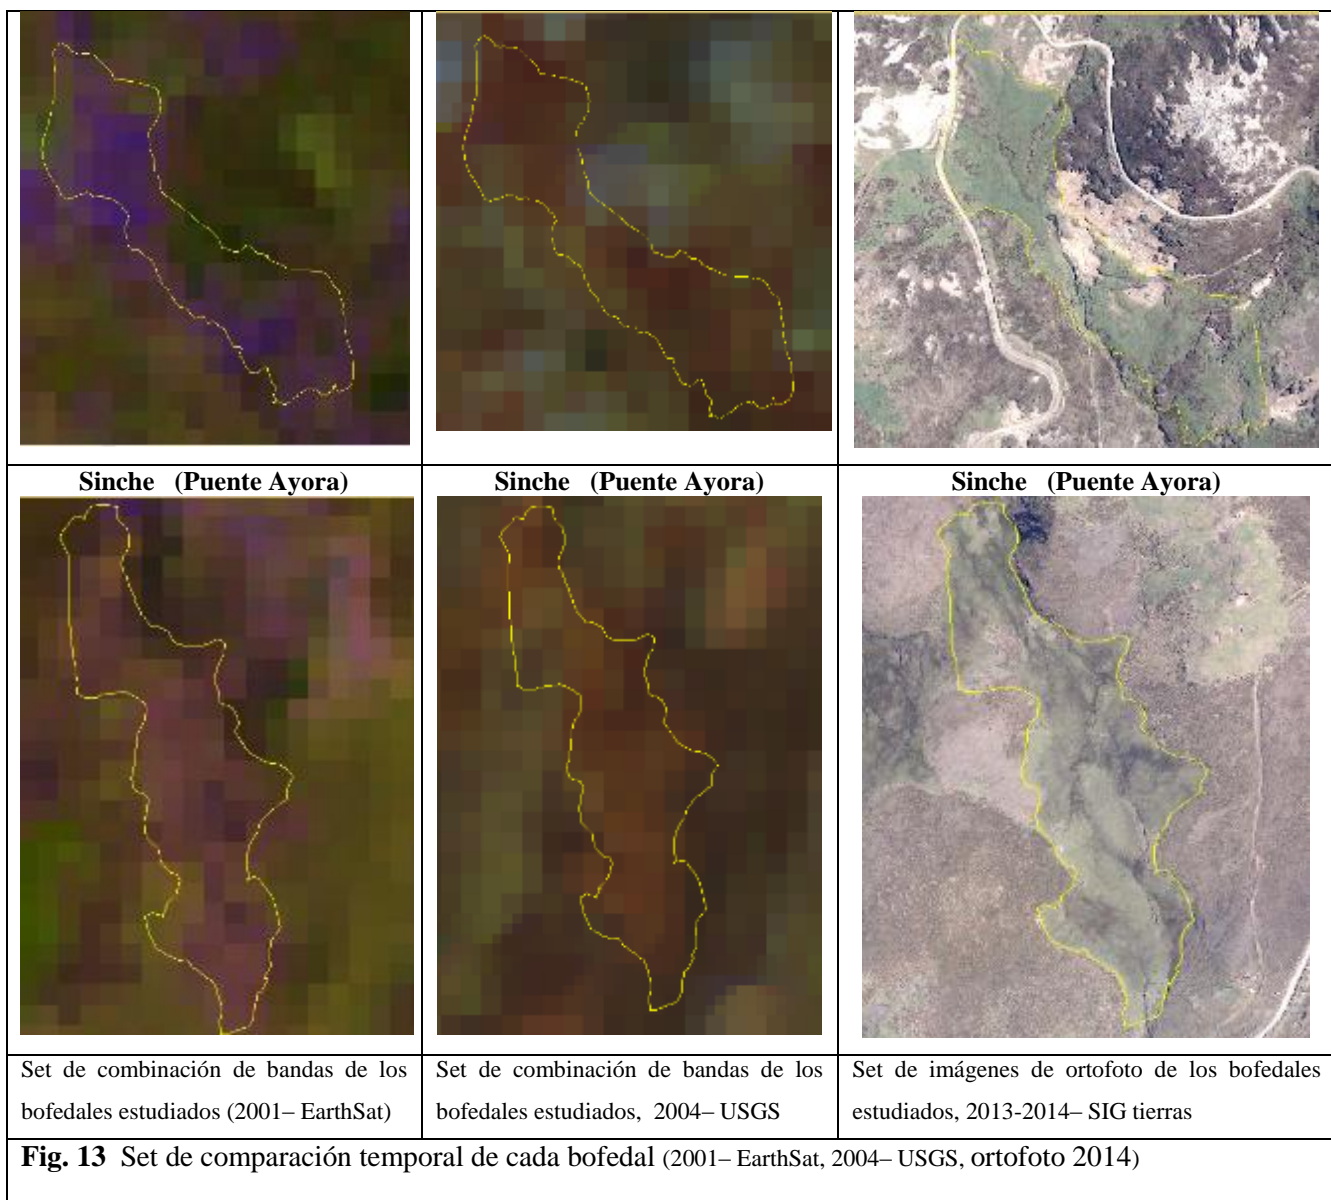 Sinche (Puente Ayora)
Sinche (Puente Ayora)
Sinche (Puente Ayora)
Set de combinación de bandas de los
bofedales estudiados (2001– EarthSat)
Set de combinación de bandas de los
bofedales estudiados, 2004– USGS
Set de imágenes de ortofoto de los bofedales
estudiados, 2013-2014– SIG tierras
Fig. 13 Set de comparación temporal de cada bofedal (2001– EarthSat, 2004– USGS, ortofoto 2014)